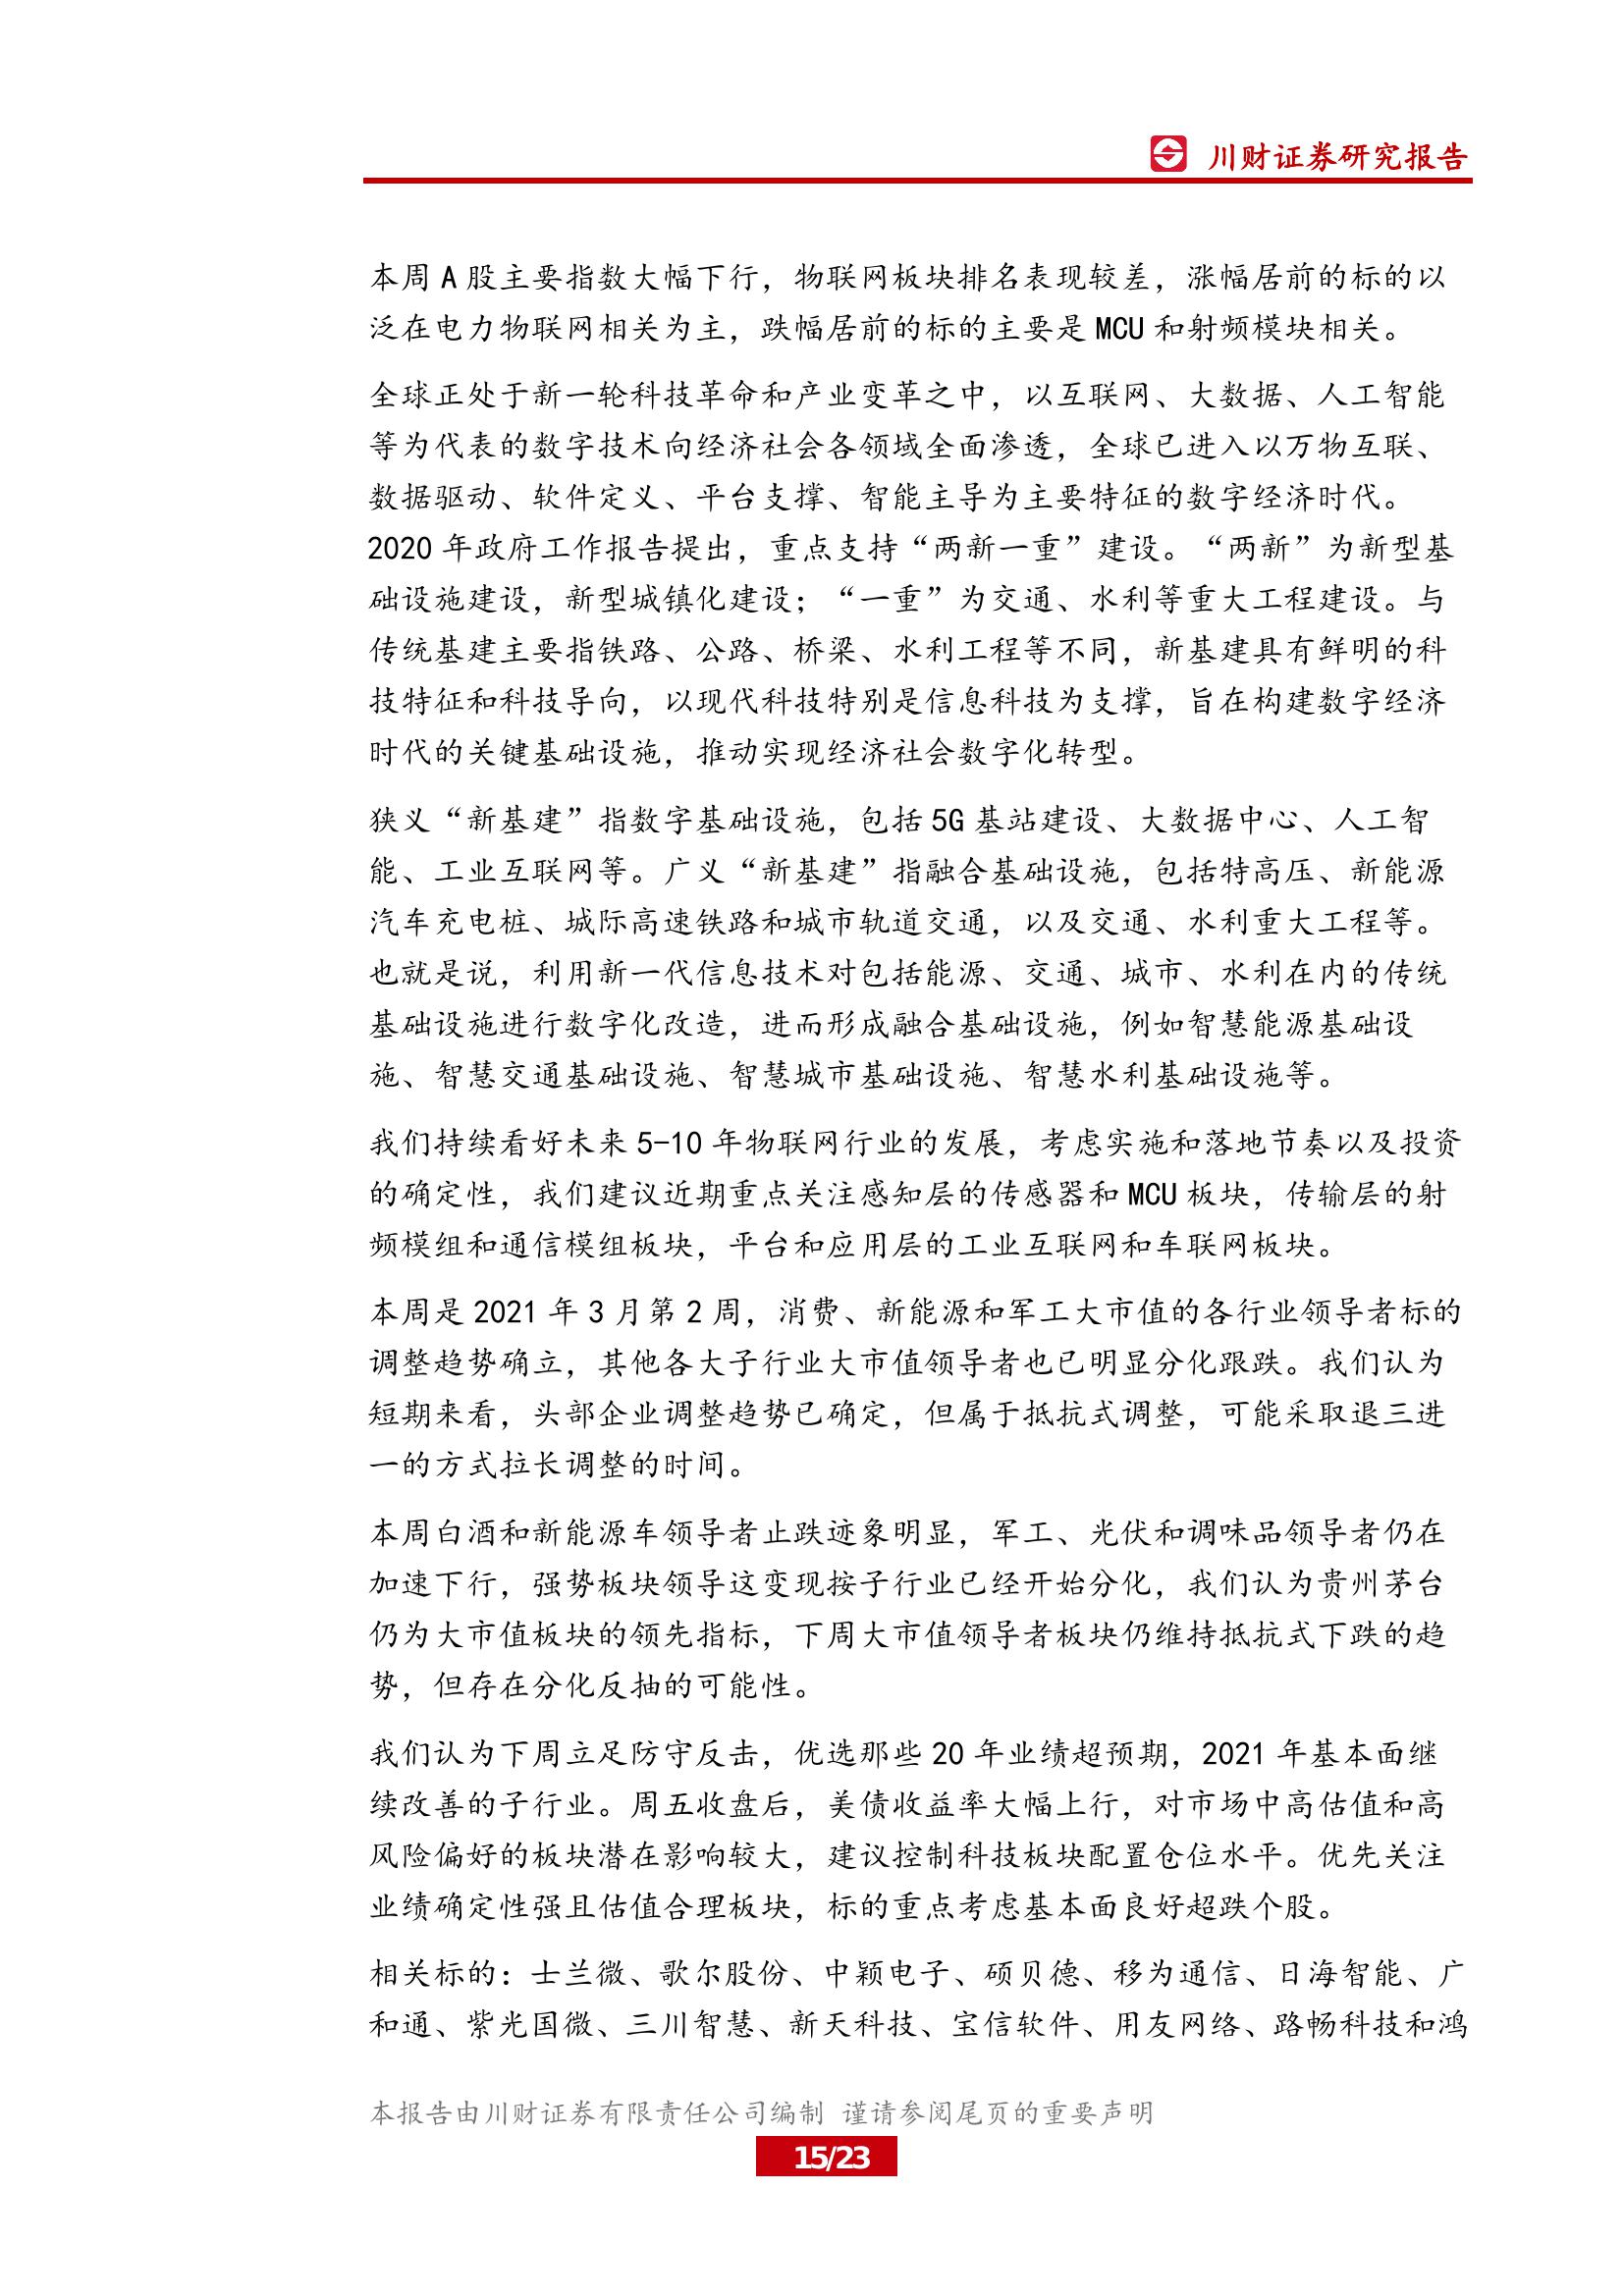 川财证券研究报告
本周 A 股主要指数大幅下行，物联网板块排名表现较差，涨幅居前的标的以
泛在电力物联网相关为主，跌幅居前的标的主要是 MCU 和射频模块相关。
全球正处于新一轮科技革命和产业变革之中，以互联网、大数据、人工智能
等为代表的数字技术向经济社会各领域全面渗透，全球已进入以万物互联、
数据驱动、软件定义、平台支撑、智能主导为主要特征的数字经济时代。
2020 年政府工作报告提出，重点支持“两新一重”建设。“两新”为新型基
础设施建设，新型城镇化建设；“一重”为交通、水利等重大工程建设。与
传统基建主要指铁路、公路、桥梁、水利工程等不同，新基建具有鲜明的科
技特征和科技导向，以现代科技特别是信息科技为支撑，旨在构建数字经济
时代的关键基础设施，推动实现经济社会数字化转型。
狭义“新基建”指数字基础设施，包括 5G 基站建设、大数据中心、人工智
能、工业互联网等。广义“新基建”指融合基础设施，包括特高压、新能源
汽车充电桩、城际高速铁路和城市轨道交通，以及交通、水利重大工程等。
也就是说，利用新一代信息技术对包括能源、交通、城市、水利在内的传统
基础设施进行数字化改造，进而形成融合基础设施，例如智慧能源基础设
施、智慧交通基础设施、智慧城市基础设施、智慧水利基础设施等。
我们持续看好未来 5-10 年物联网行业的发展，考虑实施和落地节奏以及投资
的确定性，我们建议近期重点关注感知层的传感器和 MCU 板块，传输层的射
频模组和通信模组板块，平台和应用层的工业互联网和车联网板块。
本周是 2021 年 3 月第 2 周，消费、新能源和军工大市值的各行业领导者标的
调整趋势确立，其他各大子行业大市值领导者也已明显分化跟跌。我们认为
短期来看，头部企业调整趋势已确定，但属于抵抗式调整，可能采取退三进
一的方式拉长调整的时间。
本周白酒和新能源车领导者止跌迹象明显，军工、光伏和调味品领导者仍在
加速下行，强势板块领导这变现按子行业已经开始分化，我们认为贵州茅台
仍为大市值板块的领先指标，下周大市值领导者板块仍维持抵抗式下跌的趋
势，但存在分化反抽的可能性。
我们认为下周立足防守反击，优选那些 20 年业绩超预期，2021 年基本面继
续改善的子行业。周五收盘后，美债收益率大幅上行，对市场中高估值和高
风险偏好的板块潜在影响较大，建议控制科技板块配置仓位水平。优先关注
业绩确定性强且估值合理板块，标的重点考虑基本面良好超跌个股。
相关标的：士兰微、歌尔股份、中颖电子、硕贝德、移为通信、日海智能、广
和通、紫光国微、三川智慧、新天科技、宝信软件、用友网络、路畅科技和鸿
本报告由川财证券有限责任公司编制 谨请参阅尾页的重要声明
15/23